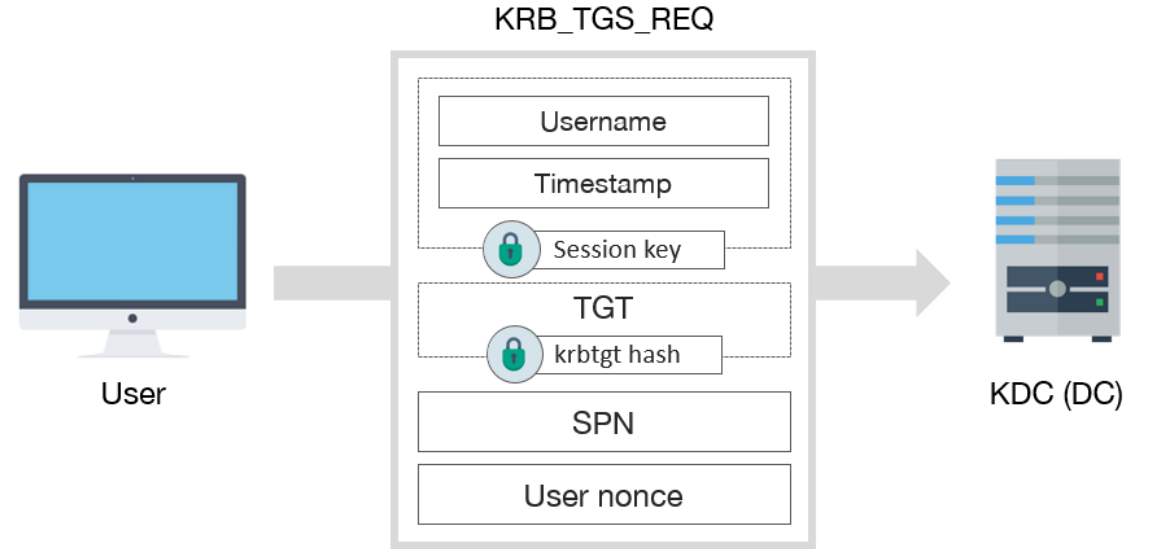 KRB_TGS_REQ
Username
Timestamp
Session key
TGT
krbtgt hash
SPN
User nonce
User
KDC (DC)